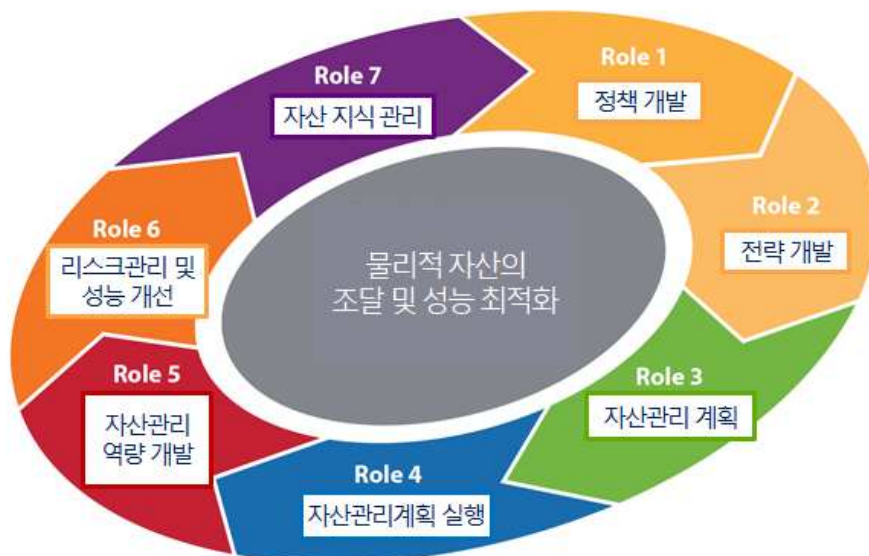 Role 1
정책 개발
Role 2
전략 개발
Role 3
자산관리 계획
Role 4
자산관리계획 실행
Role 5
자산관리
역량 개발
Role 6
리스크관리 및
성능 개선
Role 7
자산 지식 관리
물리적 자산의
조달 및 성능 최적화